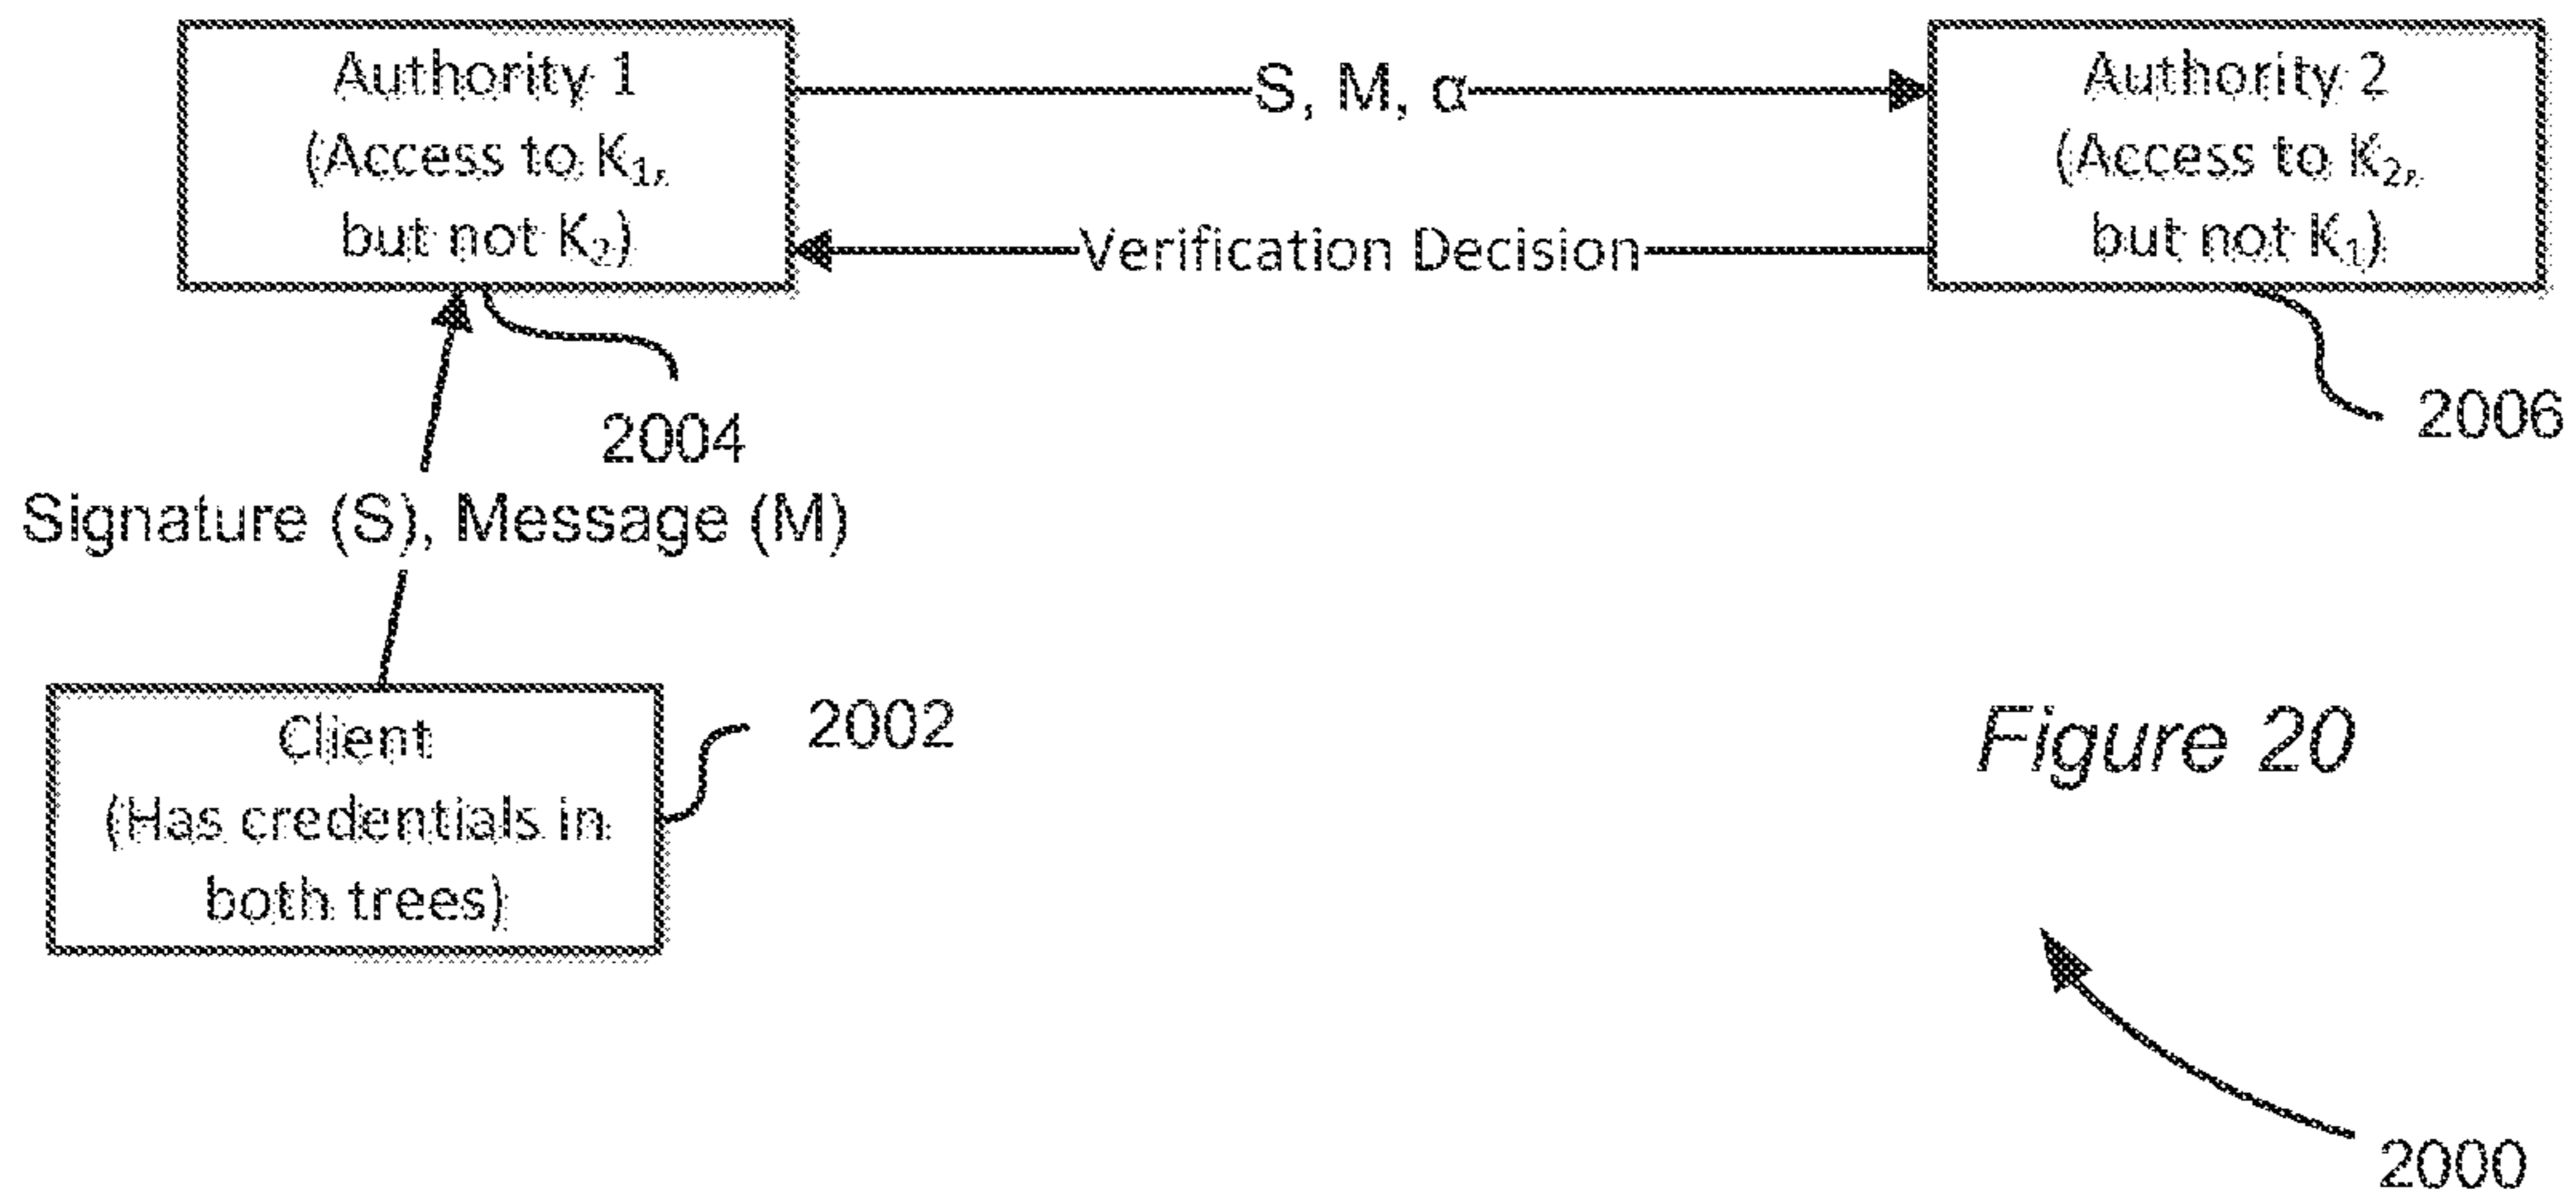 Authority 1
(Access to K₁,
but not K₂)
S, M, α
Verification Decision
Authority 2
(Access to K₂,
but not K₁)
2004
2006
Signature (S), Message (M)
Client
(Has credentials in
both trees)
2002
Figure 20
2000